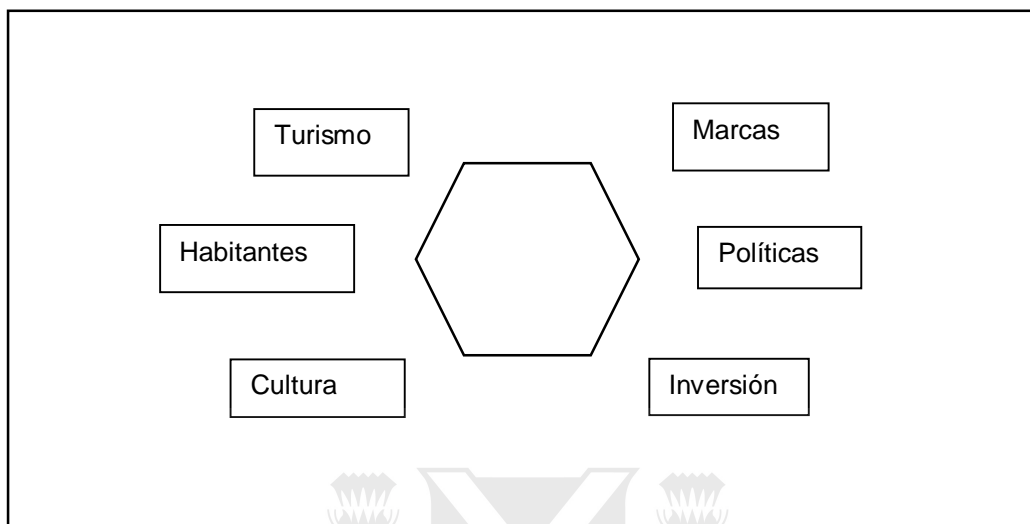 Turismo
Marcas
Habitantes
Políticas
Cultura
Inversión